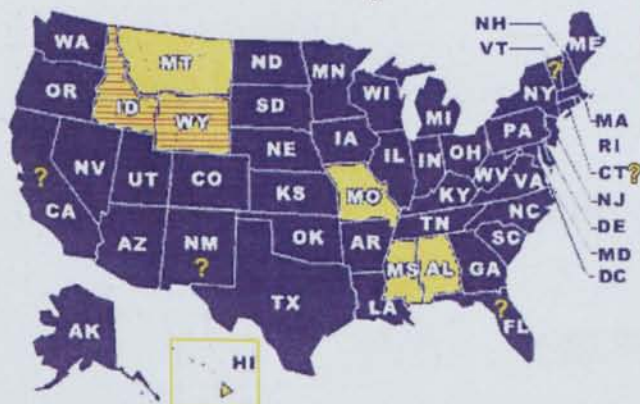 NH
WA
MT
ND
MN
VT
ME
?
OR
ID
SD
WI
NY
WY
MI
MA
IA
PA
RI
NE
NV
IL
IN
OH
CT?
?
UT
CO
WV
VA
NJ
CA
KS
MO
KY
DE
NC
TN
AZ
NM
OK
AR
SC
MD
?
MS
AL
GA
DC
TX
LA
?
FL
AK
HI